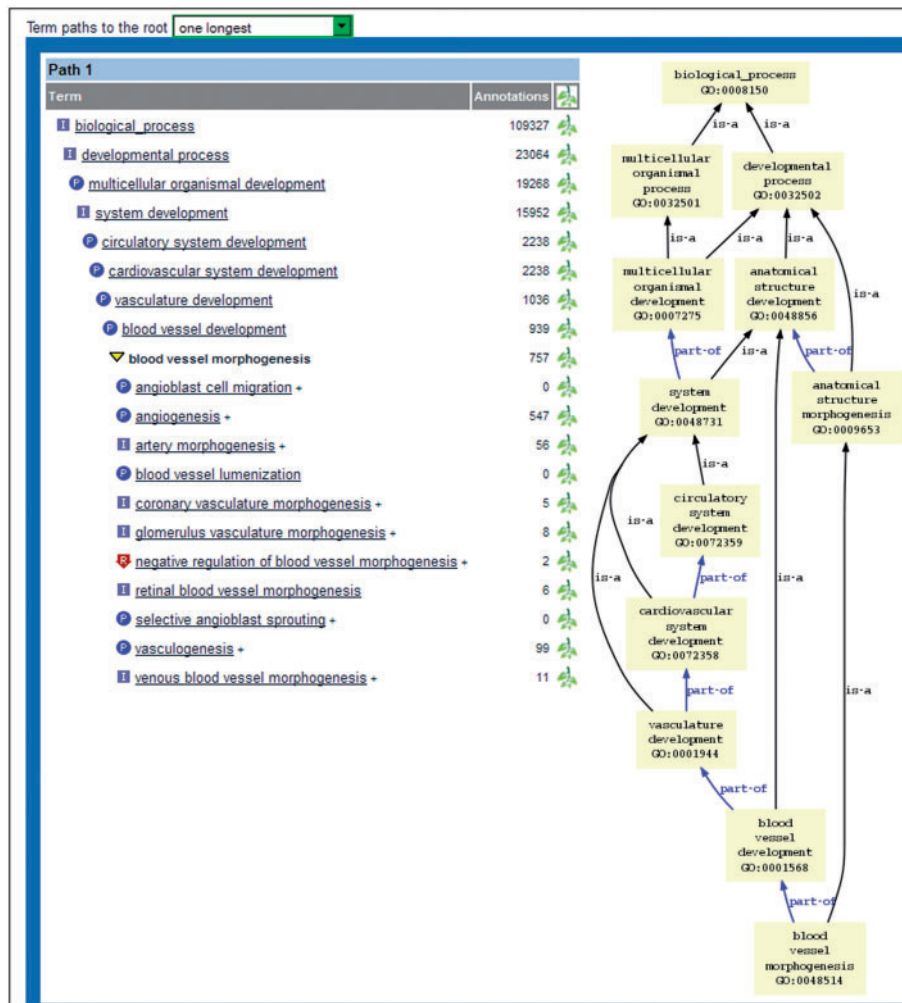 Term paths to the root one longest
Path 1
Term Annotations
I biological_process 109327
I developmental process 23064
P multicellular organismal development 19268
I system development 15952
P circulatory system development 2238
P cardiovascular system development 2238
P vasculature development 1036
P blood vessel development 939
blood vessel morphogenesis 757
P angioblast cell migration + 0
P angiogenesis + 547
I artery morphogenesis + 56
P blood vessel lumenization 0
I coronary vasculature morphogenesis + 5
I glomerulus vasculature morphogenesis + 8
R negative regulation of blood vessel morphogenesis + 2
I retinal blood vessel morphogenesis 6
P selective angioblast sprouting + 0
P vasculogenesis + 99
I venous blood vessel morphogenesis + 11
biological_process
GO:0008150
is-a
is-a
multicellular
organismal
process
GO:0032501
developmental
process
GO:0032502
is-a
is-a
is-a
is-a
multicellular
organismal
development
GO:0007275
anatomical
structure
development
GO:0048856
part-of
is-a
part-of
system
development
GO:0048731
anatomical
structure
morphogenesis
GO:0009653
is-a
circulatory
system
development
GO:0072359
is-a
is-a
is-a
part-of
cardiovascular
system
development
GO:0072358
part-of
is-a
vasculature
development
GO:0001944
part-of
blood
vessel
development
GO:0001568
part-of
blood
vessel
morphogenesis
GO:0048514